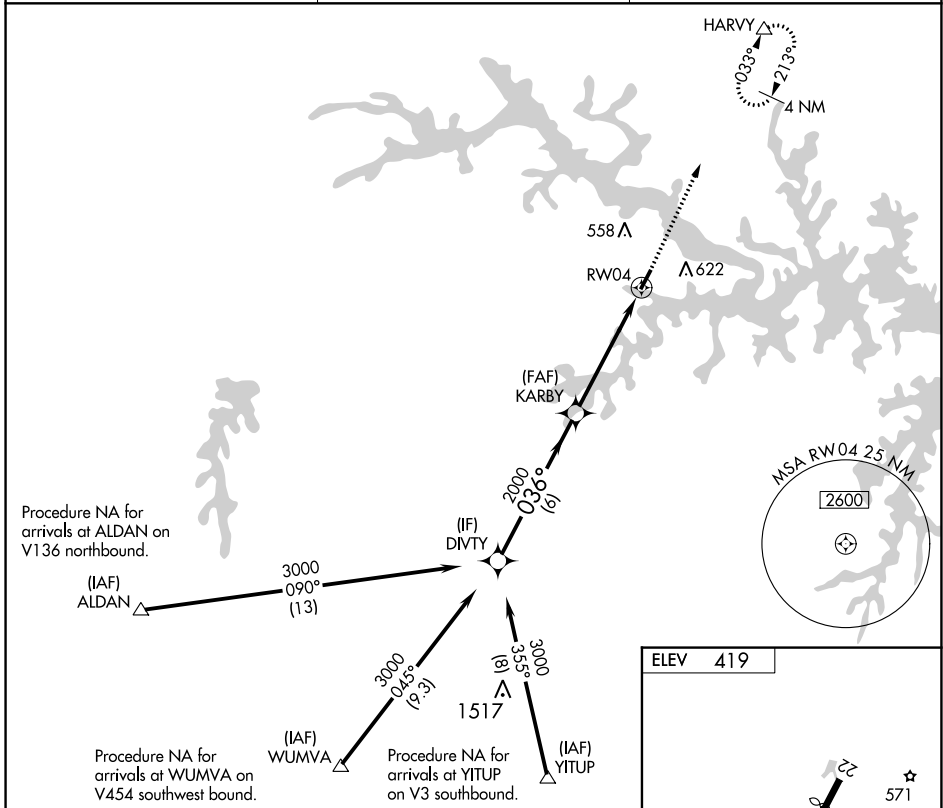 HARVY
033°
213°
4 NM
558
RW04
622
(FAF)
KARBY
MSA RW04 25 NM
2600
2000
036°
(6)
Procedure NA for
arrivals at ALDAN on
V136 northbound.
(IF)
DIVTY
(IAF)
ALDAN
3000
090°
(13)
3000
045°
(9.3)
3000
355°
(8)
1517
ELEV 419
(IAF)
WUMVA
(IAF)
YITUP
Procedure NA for
arrivals at WUMVA on
V454 southwest bound.
Procedure NA for
arrivals at YITUP
on V3 southbound.
22
571